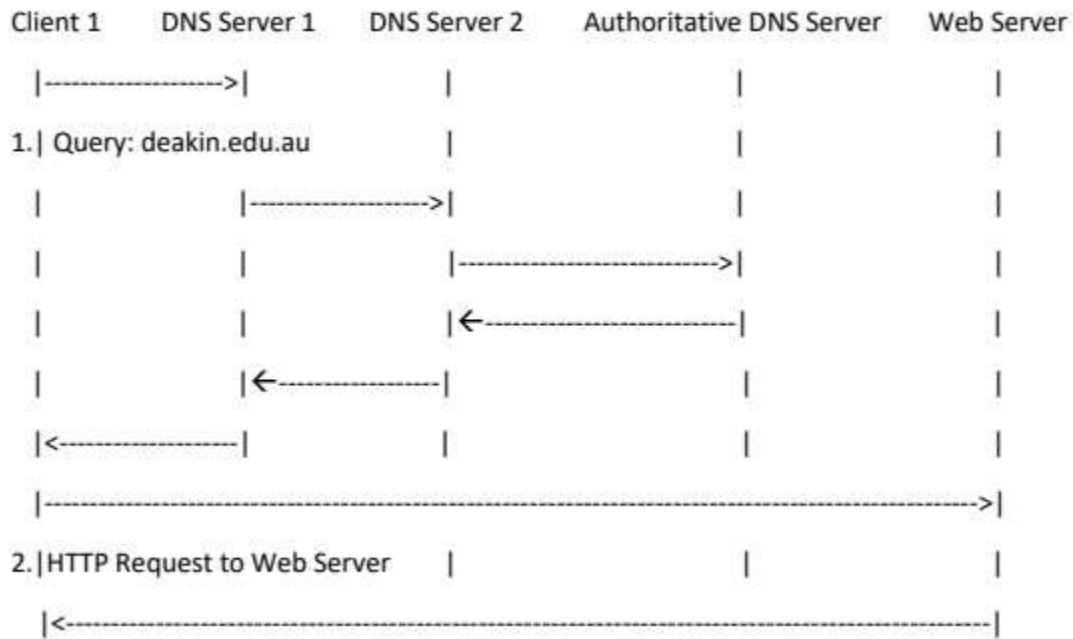 Client 1 DNS Server 1 DNS Server 2 Authoritative DNS Server Web Server
|-------------------->| | | |
1.| Query: deakin.edu.au | | |
| |-------------------->| | |
| | |----------------------------->| |
| | |←----------------------------| |
| |←------------------| | |
|<---------------------| | | |
|---------------------------------------------------------------------------------------------------------->|
2.|HTTP Request to Web Server | | |
|<--------------------------------------------------------------------------------------------------------|